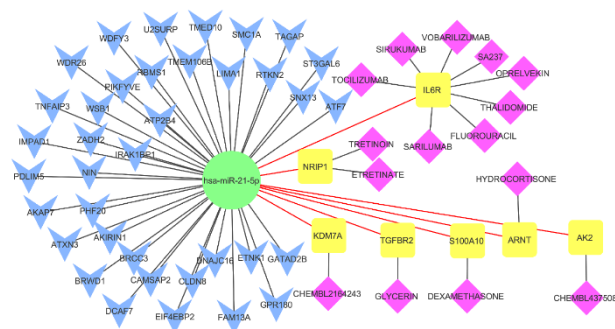 U2SURP
TMED10
SMC1A
TAGAP
WDFY3
VOBARILIZUMAB
SIRUKUMAB
SA237
WDR26
RBMS1
TMEM106B
LIMA1
RTKN2
ST3GAL6
OPRELVEKIN
PIKFYVE
SNX13
TOCILIZUMAB
IL6R
TNFAIP3
WSB1
ATP2B4
ATF7
THALIDOMIDE
FLUOROURACIL
IMPAD1
ZADH2
IRAK1BP1
TRETINOIN
SARILUMAB
PDLIM5
NIN
hsa-miR-21-5p
NRIP1
ETRETINATE
HYDROCORTISONE
AKAP7
PHF20
ATXN3
AKIRIN1
KDM7A
TGFBR2
S100A10
ARNT
AK2
BRWD1
BRCC3
CAMSAP2
CLDN8
DNAJC16
ETNK1
GATAD2B
DCAF7
EIF4EBP2
FAM13A
GPR180
CHEMBL2164243
GLYCERIN
DEXAMETHASONE
CHEMBL437508